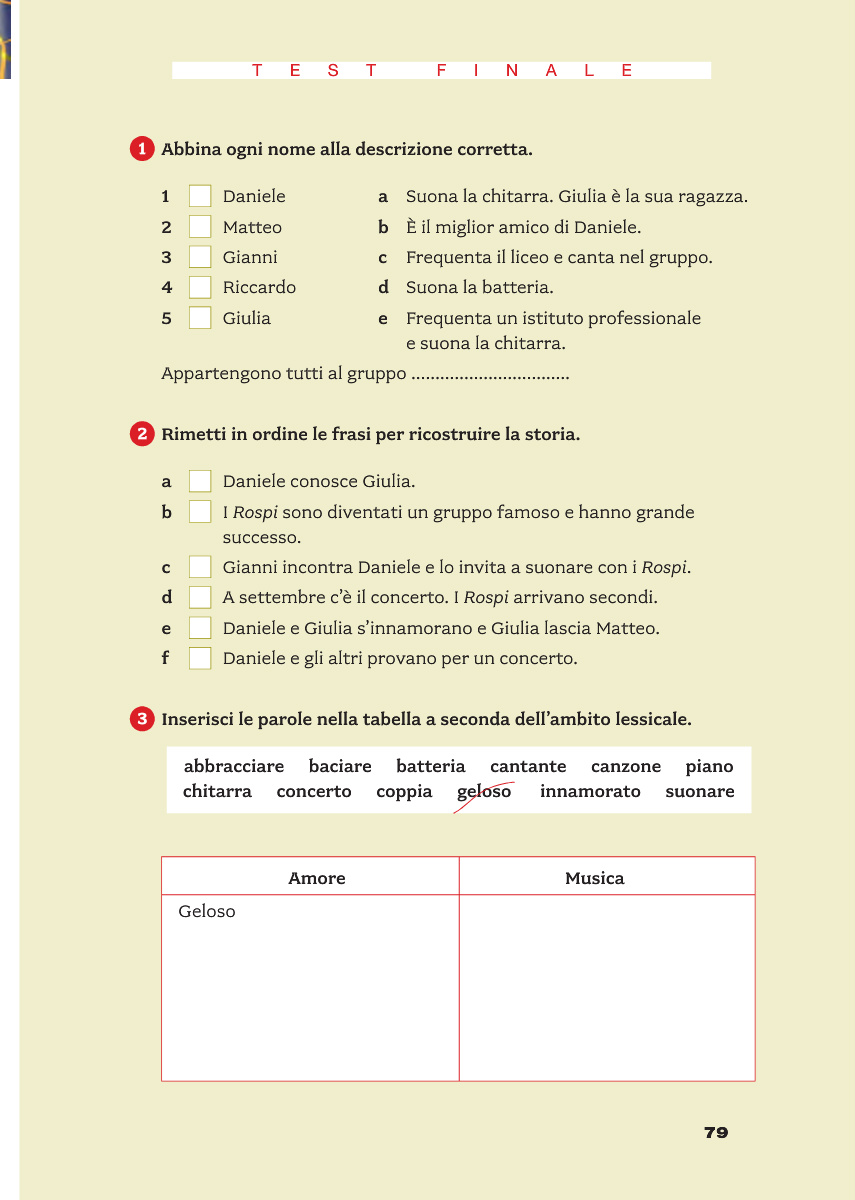 TEST FINALE
1 Abbina ogni nome alla descrizione corretta.
1 Daniele a Suona la chitarra. Giulia è la sua ragazza.
2 Matteo b È il miglior amico di Daniele.
3 Gianni c Frequenta il liceo e canta nel gruppo.
4 Riccardo d Suona la batteria.
5 Giulia e Frequenta un istituto professionale
e suona la chitarra.
Appartengono tutti al gruppo .................................
2 Rimetti in ordine le frasi per ricostruire la storia.
a Daniele conosce Giulia.
b I Rospi sono diventati un gruppo famoso e hanno grande
successo.
c Gianni incontra Daniele e lo invita a suonare con i Rospi.
d A settembre c’è il concerto. I Rospi arrivano secondi.
e Daniele e Giulia s’innamorano e Giulia lascia Matteo.
f Daniele e gli altri provano per un concerto.
3 Inserisci le parole nella tabella a seconda dell’ambito lessicale.
abbracciare baciare batteria cantante canzone piano
chitarra concerto coppia geloso innamorato suonare
Amore Musica
Geloso
79